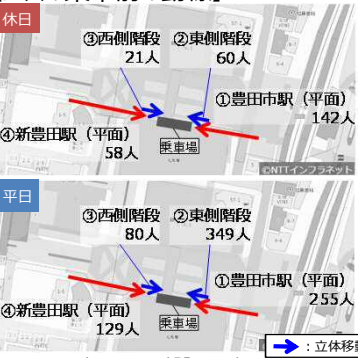 休日
③西側階段 ②東側階段
21人 60人
①豊田市駅（平面）
142人
④新豊田駅（平面）
58人
乗車場
©NTTインフラネット
平日
③西側階段 ②東側階段
80人 349人
①豊田市駅（平面）
255人
④新豊田駅（平面）
129人
乗車場
：立体移動